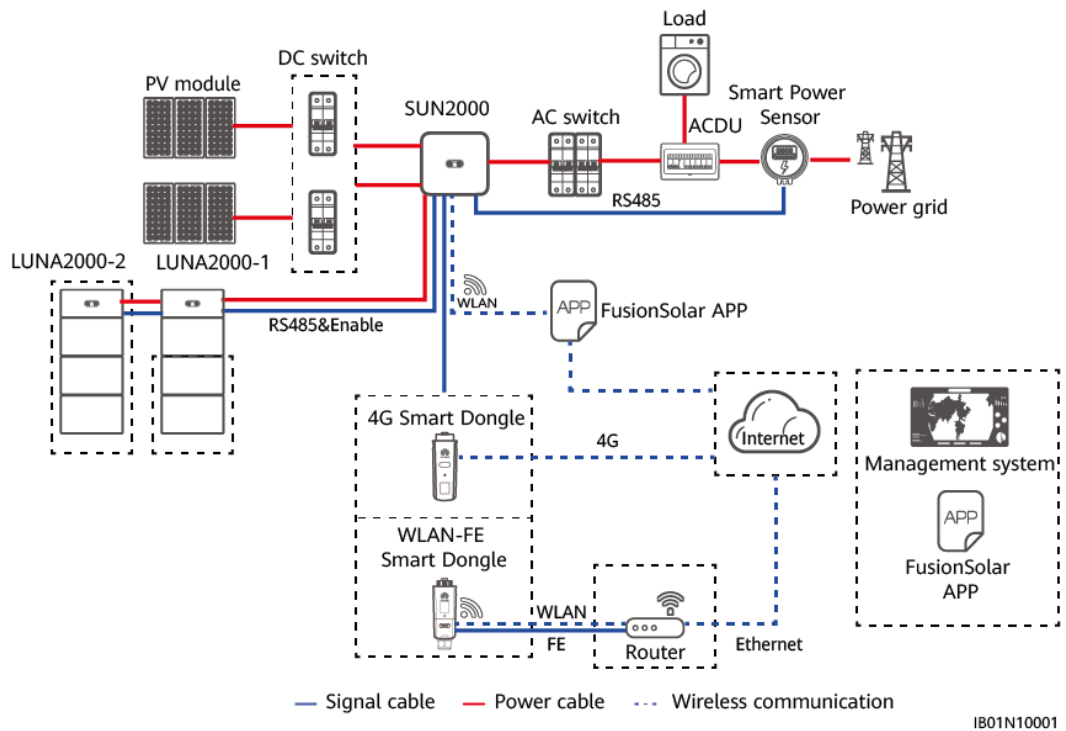 Load
DC switch
PV module
SUN2000
AC switch
Smart Power
Sensor
ACDU
RS485
Power grid
LUNA2000-2
LUNA2000-1
WLAN
APP
FusionSolar APP
RS485&Enable
4G Smart Dongle
4G
Internet
Management system
WLAN-FE
Smart Dongle
APP
FusionSolar
APP
WLAN
FE
Router
Ethernet
Signal cable
Power cable
Wireless communication
IB01N10001